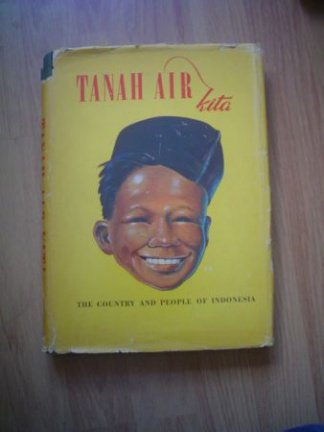 TANAH AIR
kita
THE COUNTRY AND PEOPLE OF INDONESIA